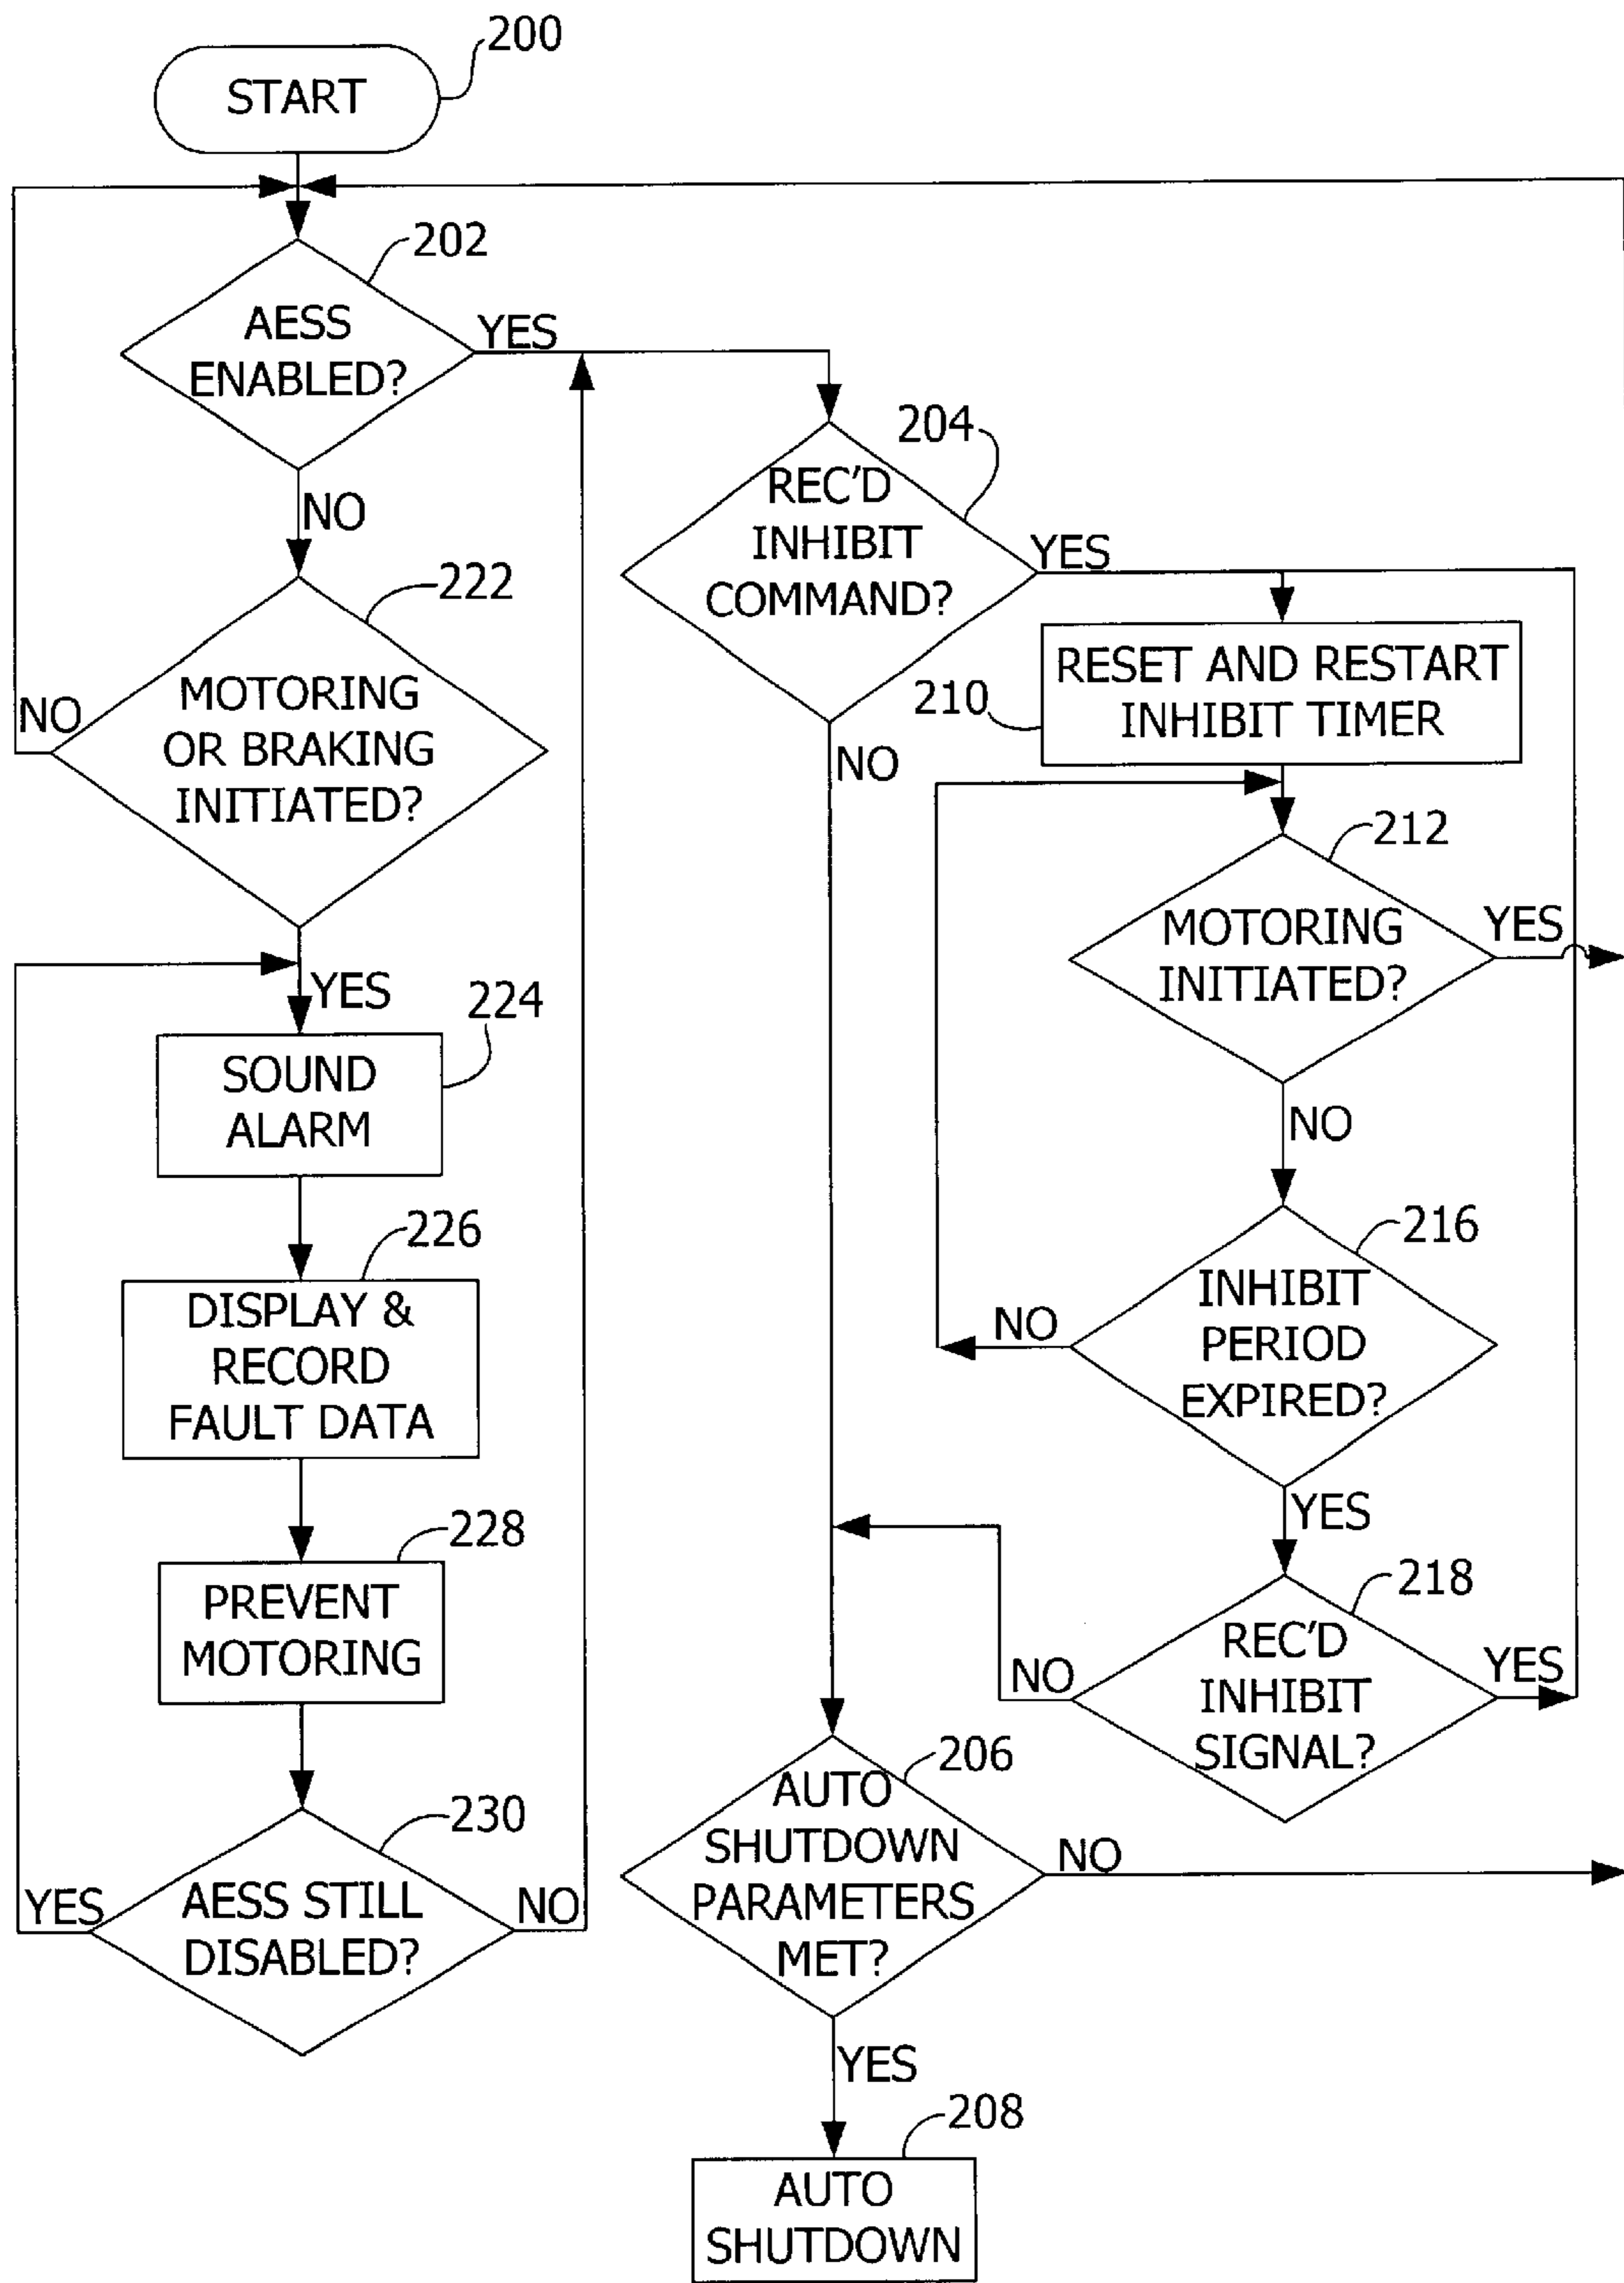 START
200
AESS
ENABLED?
202
YES
NO
MOTORING
OR BRAKING
INITIATED?
222
NO
YES
SOUND
ALARM
224
DISPLAY &
RECORD
FAULT DATA
226
PREVENT
MOTORING
228
AESS STILL
DISABLED?
230
YES
NO
REC'D
INHIBIT
COMMAND?
204
YES
NO
RESET AND RESTART
INHIBIT TIMER
210
MOTORING
INITIATED?
212
YES
NO
INHIBIT
PERIOD
EXPIRED?
216
NO
YES
REC'D
INHIBIT
SIGNAL?
218
NO
YES
AUTO
SHUTDOWN
PARAMETERS
MET?
206
NO
YES
AUTO
SHUTDOWN
208